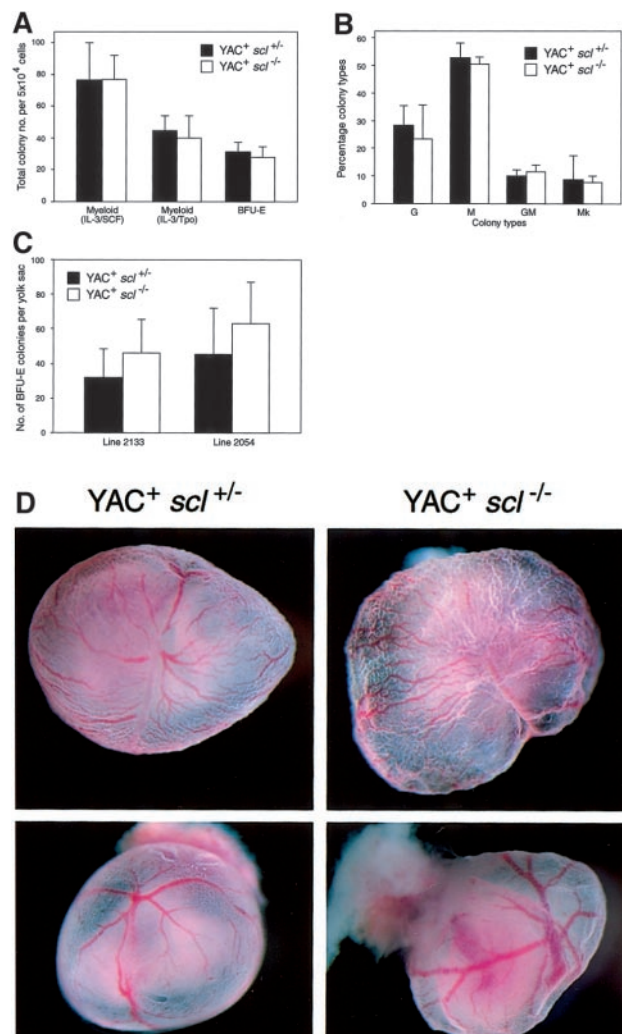 A
Total colony no. per 5x10⁴ cells
100
80
60
40
20
0
YAC⁺ scl⁺/⁻
YAC⁺ scl⁻/⁻
Myeloid
(IL-3/SCF)
Myeloid
(IL-3/Tpo)
BFU-E
B
Percentage colony types
60
50
40
30
20
10
0
YAC⁺ scl⁺/⁻
YAC⁺ scl⁻/⁻
G
M
GM
Mk
Colony types
C
No. of BFU-E colonies per yolk sac
100
80
60
40
20
0
YAC⁺ scl⁺/⁻
YAC⁺ scl⁻/⁻
Line 2133
Line 2054
D
YAC⁺ scl⁺/⁻
YAC⁺ scl⁻/⁻